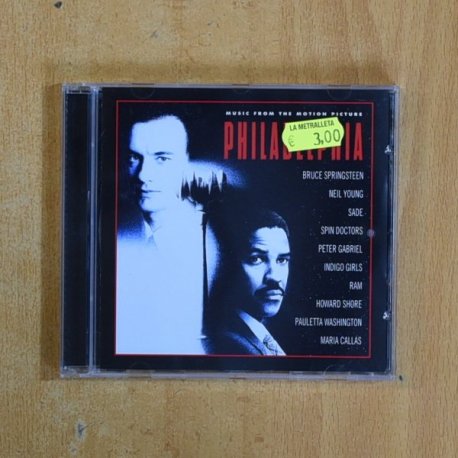 MUSIC FROM THE MOTION PICTURE
PHILADELPHIA
LA METRALLETA
€ 3,00
BRUCE SPRINGSTEEN
NEIL YOUNG
SADE
SPIN DOCTORS
PETER GABRIEL
INDIGO GIRLS
RAM
HOWARD SHORE
PAULETTA WASHINGTON
MARIA CALLAS